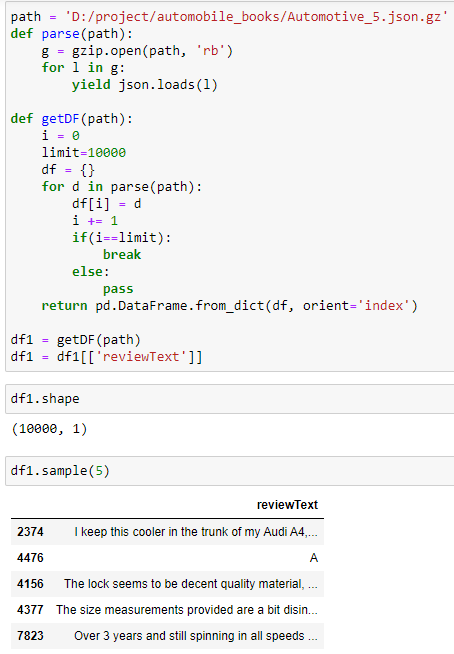 path = 'D:/project/automobile_books/Automotive_5.json.gz'
def parse(path):
    g = gzip.open(path, 'rb')
    for l in g:
        yield json.loads(l)

def getDF(path):
    i = 0
    limit=10000
    df = {}
    for d in parse(path):
        df[i] = d
        i += 1
        if(i==limit):
            break
        else:
            pass
    return pd.DataFrame.from_dict(df, orient='index')

df1 = getDF(path)
df1 = df1[['reviewText']]
df1.shape
(10000, 1)
df1.sample(5)
reviewText
2374 I keep this cooler in the trunk of my Audi A4,...
4476 A
4156 The lock seems to be decent quality material, ...
4377 The size measurements provided are a bit disin...
7823 Over 3 years and still spinning in all speeds ...